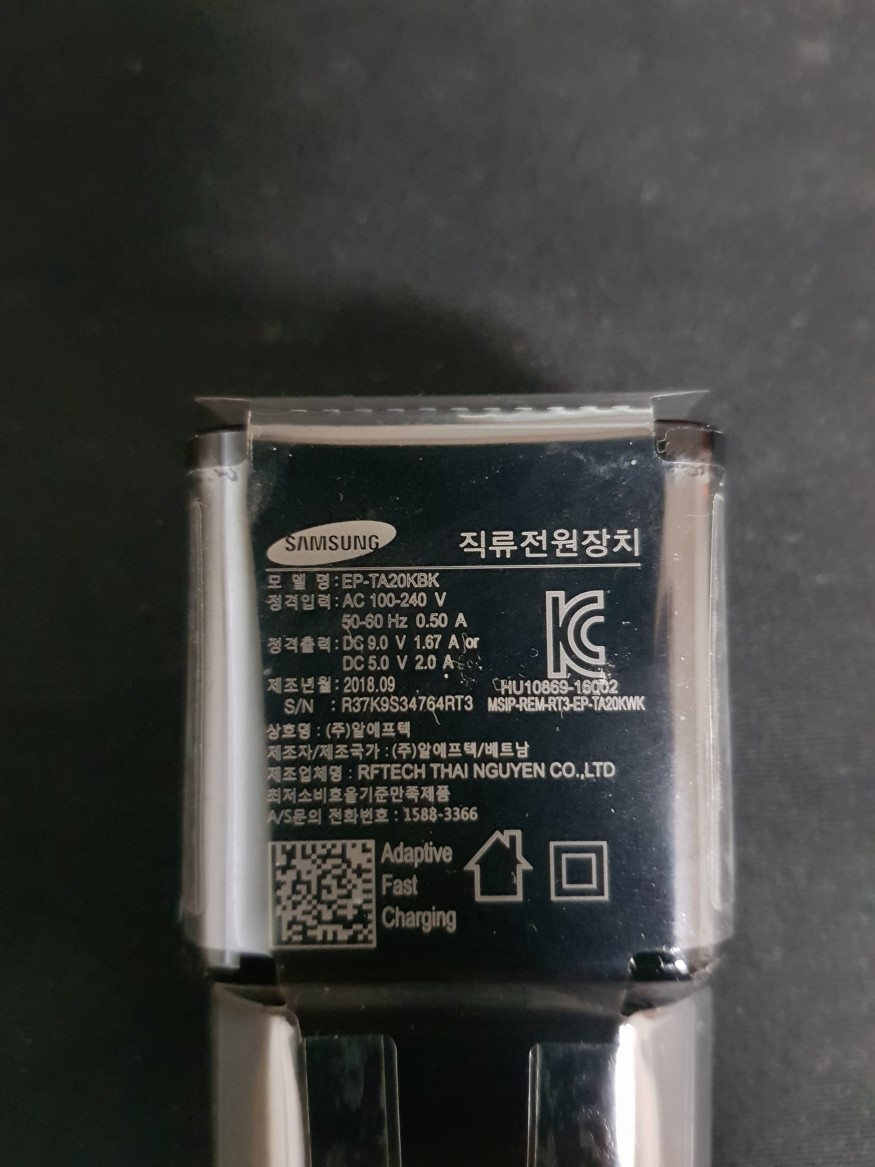 SAMSUNG 직류전원장치
모 델 명 : EP-TA20KBK
정격입력 : AC 100-240 V
50-60 Hz 0.50 A
정격출력 : DC 9.0 V 1.67 A or
DC 5.0 V 2.0 A
제조년월 : 2018.09
S/N : R37K9S34764RT3
HU10869-16002
MSIP-REM-RT3-EP-TA20KWK
상호명 : (주)알에프텍
제조자/제조국가 : (주)알에프텍/베트남
제조업체명 : RFTECH THAI NGUYEN CO.,LTD
최저소비효율기준만족제품
A/S문의 전화번호 : 1588-3366
Adaptive
Fast
Charging